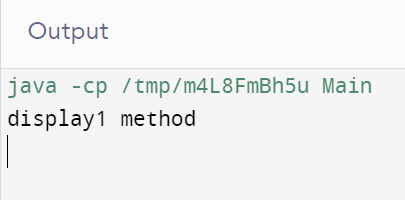 Output
java -cp /tmp/m4L8FmBh5u Main
display1 method